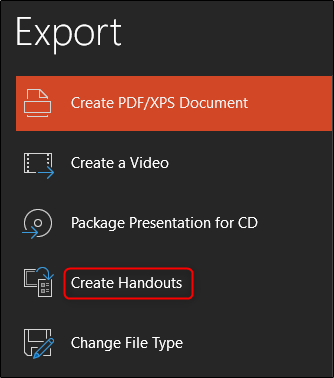 Export
Create PDF/XPS Document
Create a Video
Package Presentation for CD
Create Handouts
Change File Type